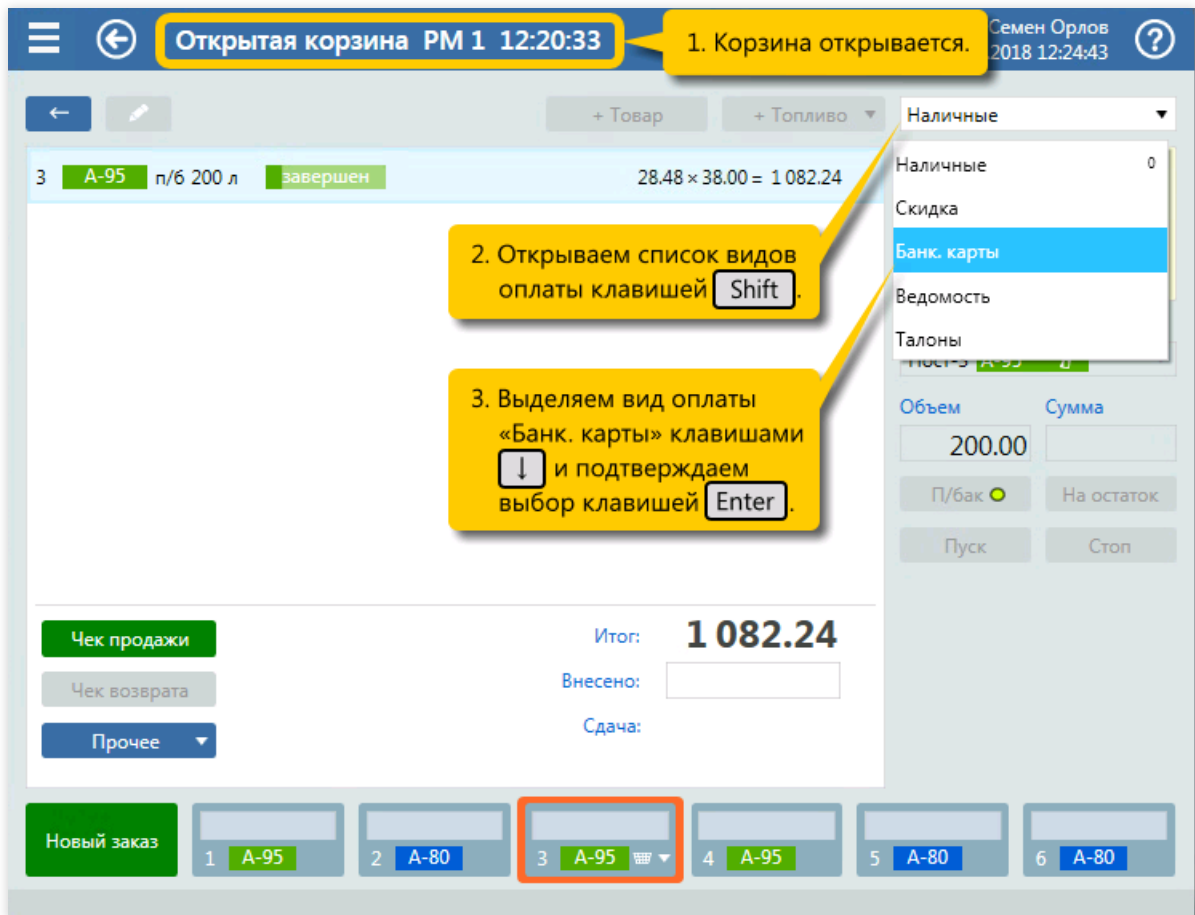 Открытая корзина РМ 1 12:20:33
1. Корзина открывается.
Семен Орлов
2018 12:24:43
?
←
+ Товар
+ Топливо
Наличные
3 А-95 п/б 200 л завершен 28.48 × 38.00 = 1 082.24
Наличные 0
Скидка
Банк. карты
Ведомость
Талоны
2. Открываем список видов
оплаты клавишей Shift.
3. Выделяем вид оплаты
«Банк. карты» клавишами
↓ и подтверждаем
выбор клавишей Enter.
Пост-3 А-95
Объем Сумма
200.00
П/бак На остаток
Пуск Стоп
Чек продажи
Чек возврата
Прочее
Итог: 1 082.24
Внесено:
Сдача:
Новый заказ
1 А-95
2 А-80
3 А-95
4 А-95
5 А-80
6 А-80